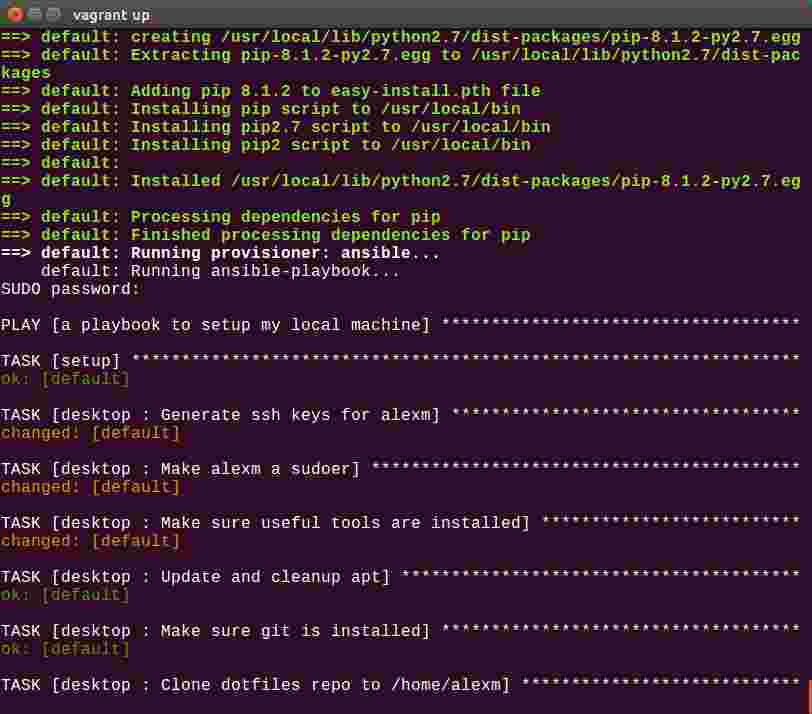 vagrant up
==> default: creating /usr/local/lib/python2.7/dist-packages/pip-8.1.2-py2.7.egg
==> default: Extracting pip-8.1.2-py2.7.egg to /usr/local/lib/python2.7/dist-pac
kages
==> default: Adding pip 8.1.2 to easy-install.pth file
==> default: Installing pip script to /usr/local/bin
==> default: Installing pip2.7 script to /usr/local/bin
==> default: Installing pip2 script to /usr/local/bin
==> default:
==> default: Installed /usr/local/lib/python2.7/dist-packages/pip-8.1.2-py2.7.eg
g
==> default: Processing dependencies for pip
==> default: Finished processing dependencies for pip
==> default: Running provisioner: ansible...
    default: Running ansible-playbook...
SUDO password:
PLAY [a playbook to setup my local machine] ************************************
TASK [setup] *******************************************************************
ok: [default]
TASK [desktop : Generate ssh keys for alexm] ***********************************
changed: [default]
TASK [desktop : Make alexm a sudoer] *******************************************
changed: [default]
TASK [desktop : Make sure useful tools are installed] **************************
changed: [default]
TASK [desktop : Update and cleanup apt] ****************************************
ok: [default]
TASK [desktop : Make sure git is installed] ************************************
ok: [default]
TASK [desktop : Clone dotfiles repo to /home/alexm] ****************************